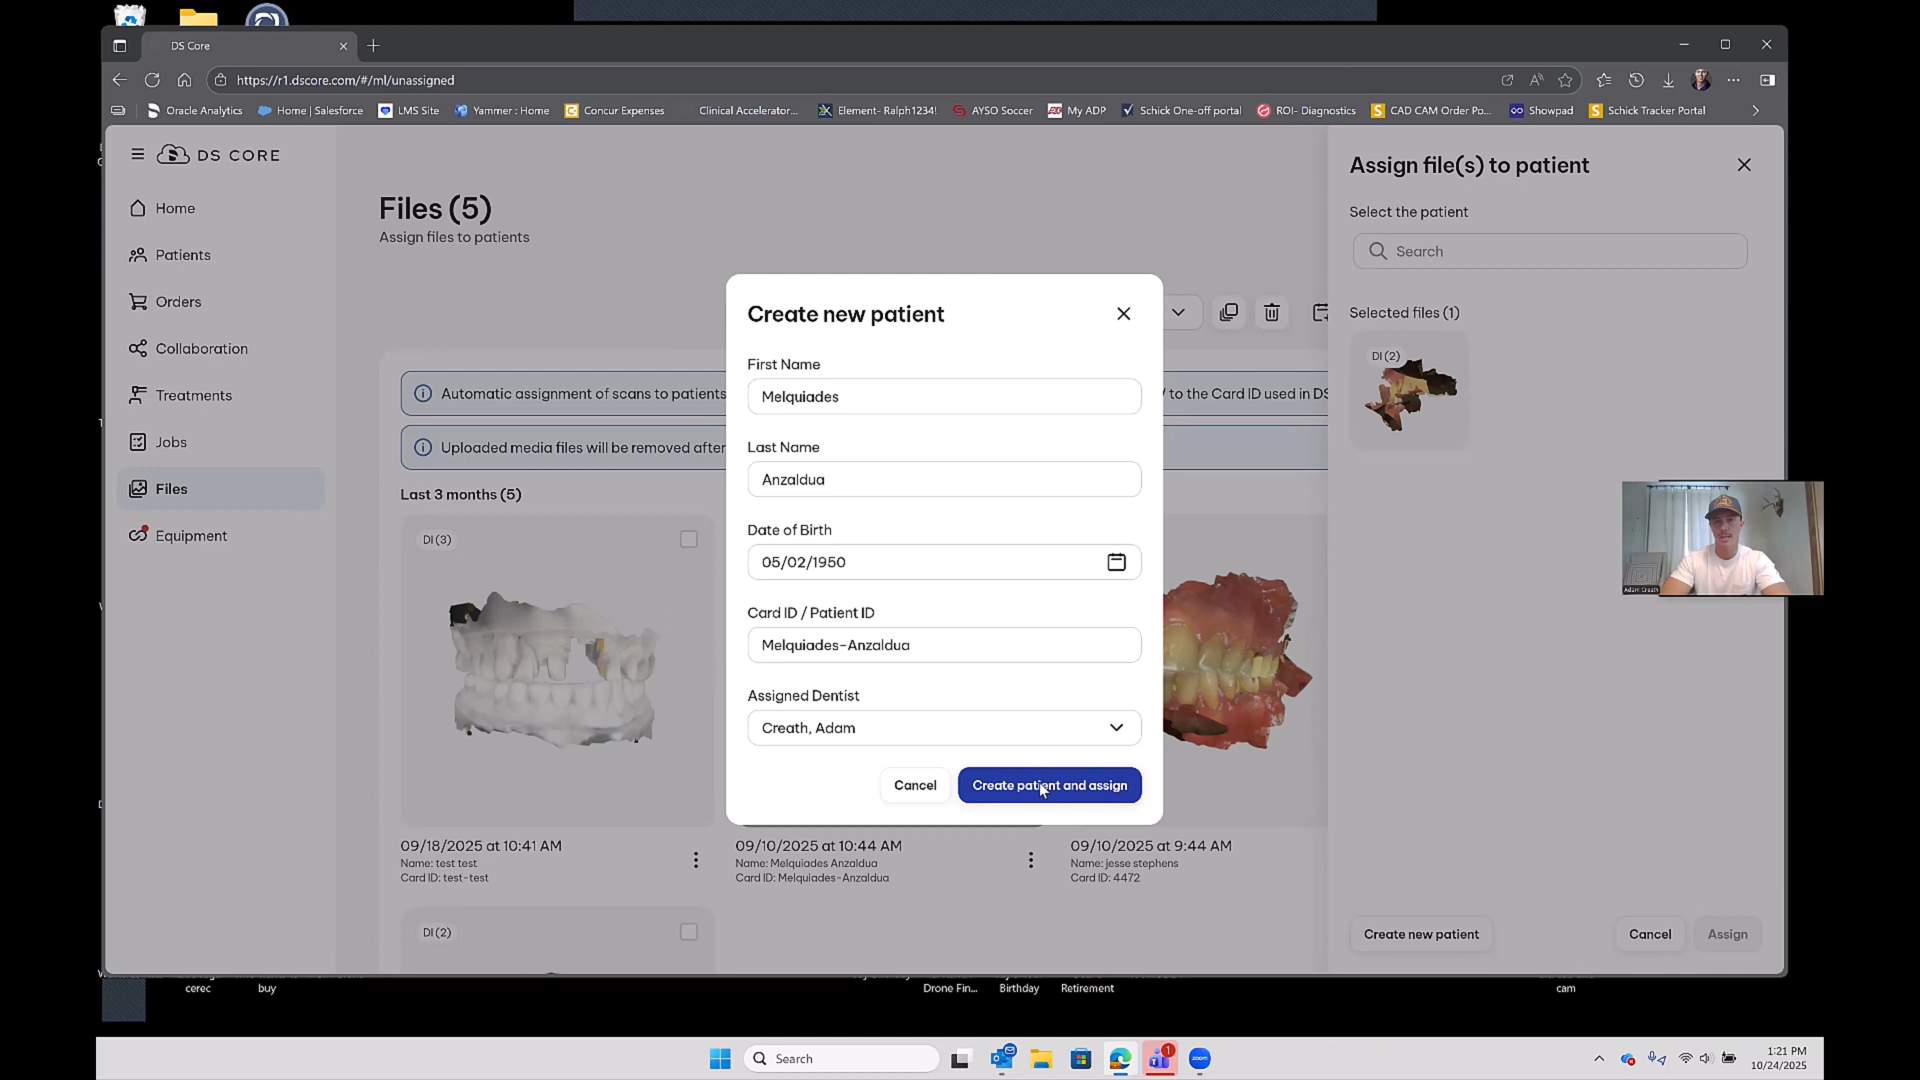 DS Core
https://r1.dscore.com/#/ml/unassigned
Oracle Analytics
Home | Salesforce
LMS Site
Yammer : Home
Concur Expenses
Clinical Accelerator...
Element- Ralph1234!
AYSO Soccer
My ADP
Schick One-off portal
ROI- Diagnostics
CAD CAM Order Po...
Showpad
Schick Tracker Portal
DS CORE
Home
Patients
Orders
Collaboration
Treatments
Jobs
Files
Equipment
Files (5)
Assign files to patients
Automatic assignment of scans to patients
to the Card ID used in DS
Uploaded media files will be removed after
Last 3 months (5)
DI (3)
09/18/2025 at 10:41 AM
Name: test test
Card ID: test-test
09/10/2025 at 10:44 AM
Name: Melquiades Anzaldua
Card ID: Melquiades-Anzaldua
09/10/2025 at 9:44 AM
Name: jesse stephens
Card ID: 4472
DI (2)
Create new patient
First Name
Melquiades
Last Name
Anzaldua
Date of Birth
05/02/1950
Card ID / Patient ID
Melquiades-Anzaldua
Assigned Dentist
Creath, Adam
Cancel
Create patient and assign
Assign file(s) to patient
Select the patient
Search
Selected files (1)
DI (2)
Adam Creath
Create new patient
Cancel
Assign
cerec
buy
Drone Fin...
Birthday
Retirement
cam
Search
1
zoom
1:21 PM
10/24/2025